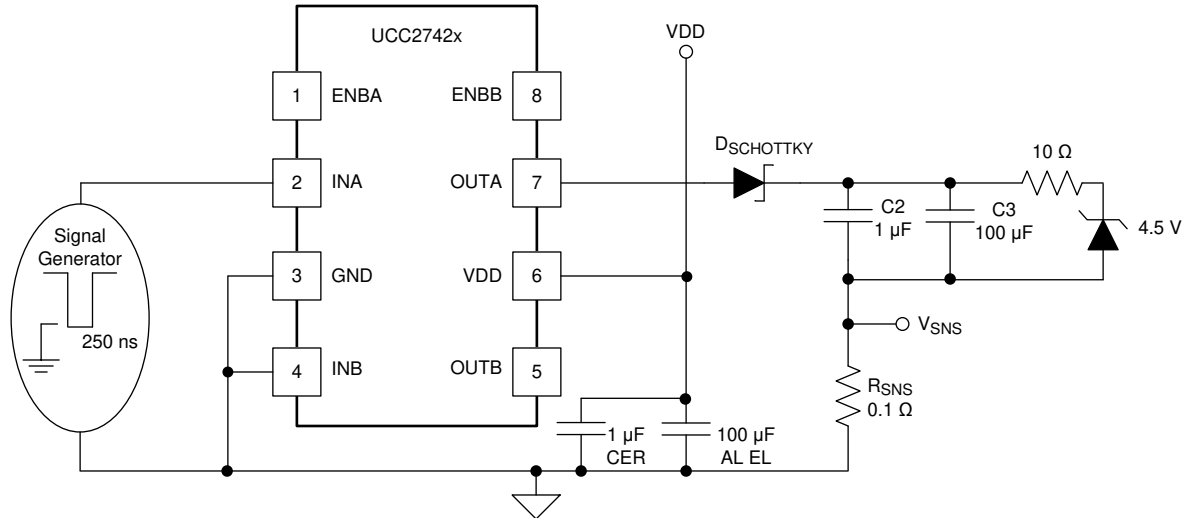 UCC2742x
VDD
1 ENBA ENBB 8
DSCHOTTKY
10 Ω
2 INA OUTA 7
C2
1 µF
C3
100 µF
4.5 V
Signal
Generator
250 ns
3 GND VDD 6
VSNS
4 INB OUTB 5
RSNS
0.1 Ω
1 µF
CER
100 µF
AL EL